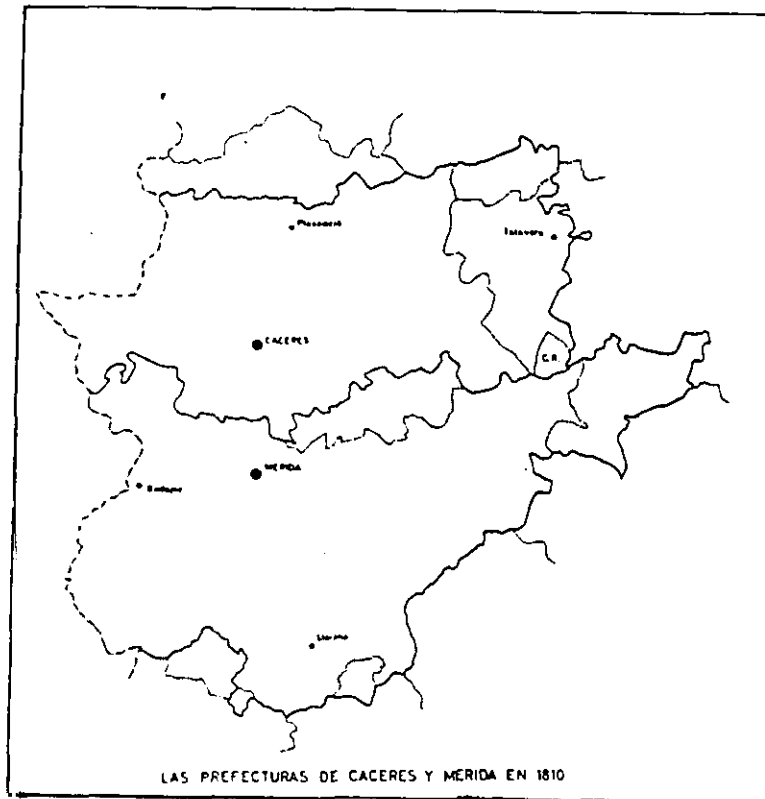 Plasencia
Talavera
CACERES
C.R.
MERIDA
Badajoz
Llerena
LAS PREFECTURAS DE CACERES Y MERIDA EN 1810